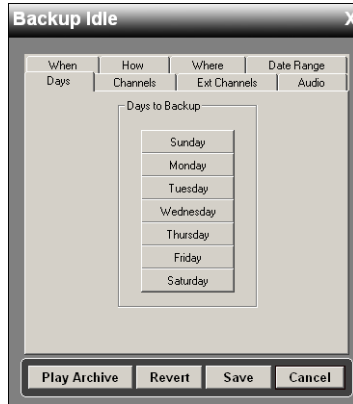 Backup Idle X
When How Where Date Range
Days Channels Ext Channels Audio
Days to Backup
Sunday
Monday
Tuesday
Wednesday
Thursday
Friday
Saturday
Play Archive Revert Save Cancel